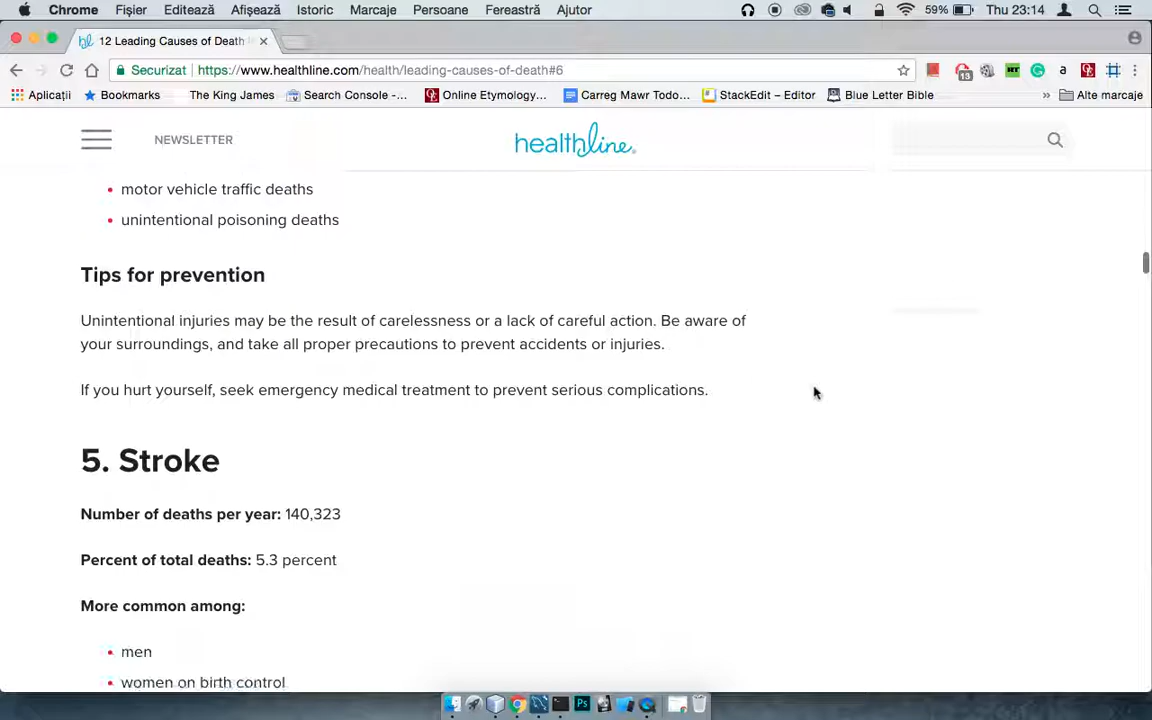 Chrome Fișier Editează Afișează Istoric Marcaje Persoane Fereastră Ajutor 59% Thu 23:14
12 Leading Causes of Death
Securizat https://www.healthline.com/health/leading-causes-of-death#6 13
Aplicații Bookmarks The King James Search Console -... Online Etymology... Carreg Mawr Todo... StackEdit – Editor Blue Letter Bible » Alte marcaje
NEWSLETTER healthline
motor vehicle traffic deaths
unintentional poisoning deaths
Tips for prevention
Unintentional injuries may be the result of carelessness or a lack of careful action. Be aware of
your surroundings, and take all proper precautions to prevent accidents or injuries.
If you hurt yourself, seek emergency medical treatment to prevent serious complications.
5. Stroke
Number of deaths per year: 140,323
Percent of total deaths: 5.3 percent
More common among:
men
women on birth control